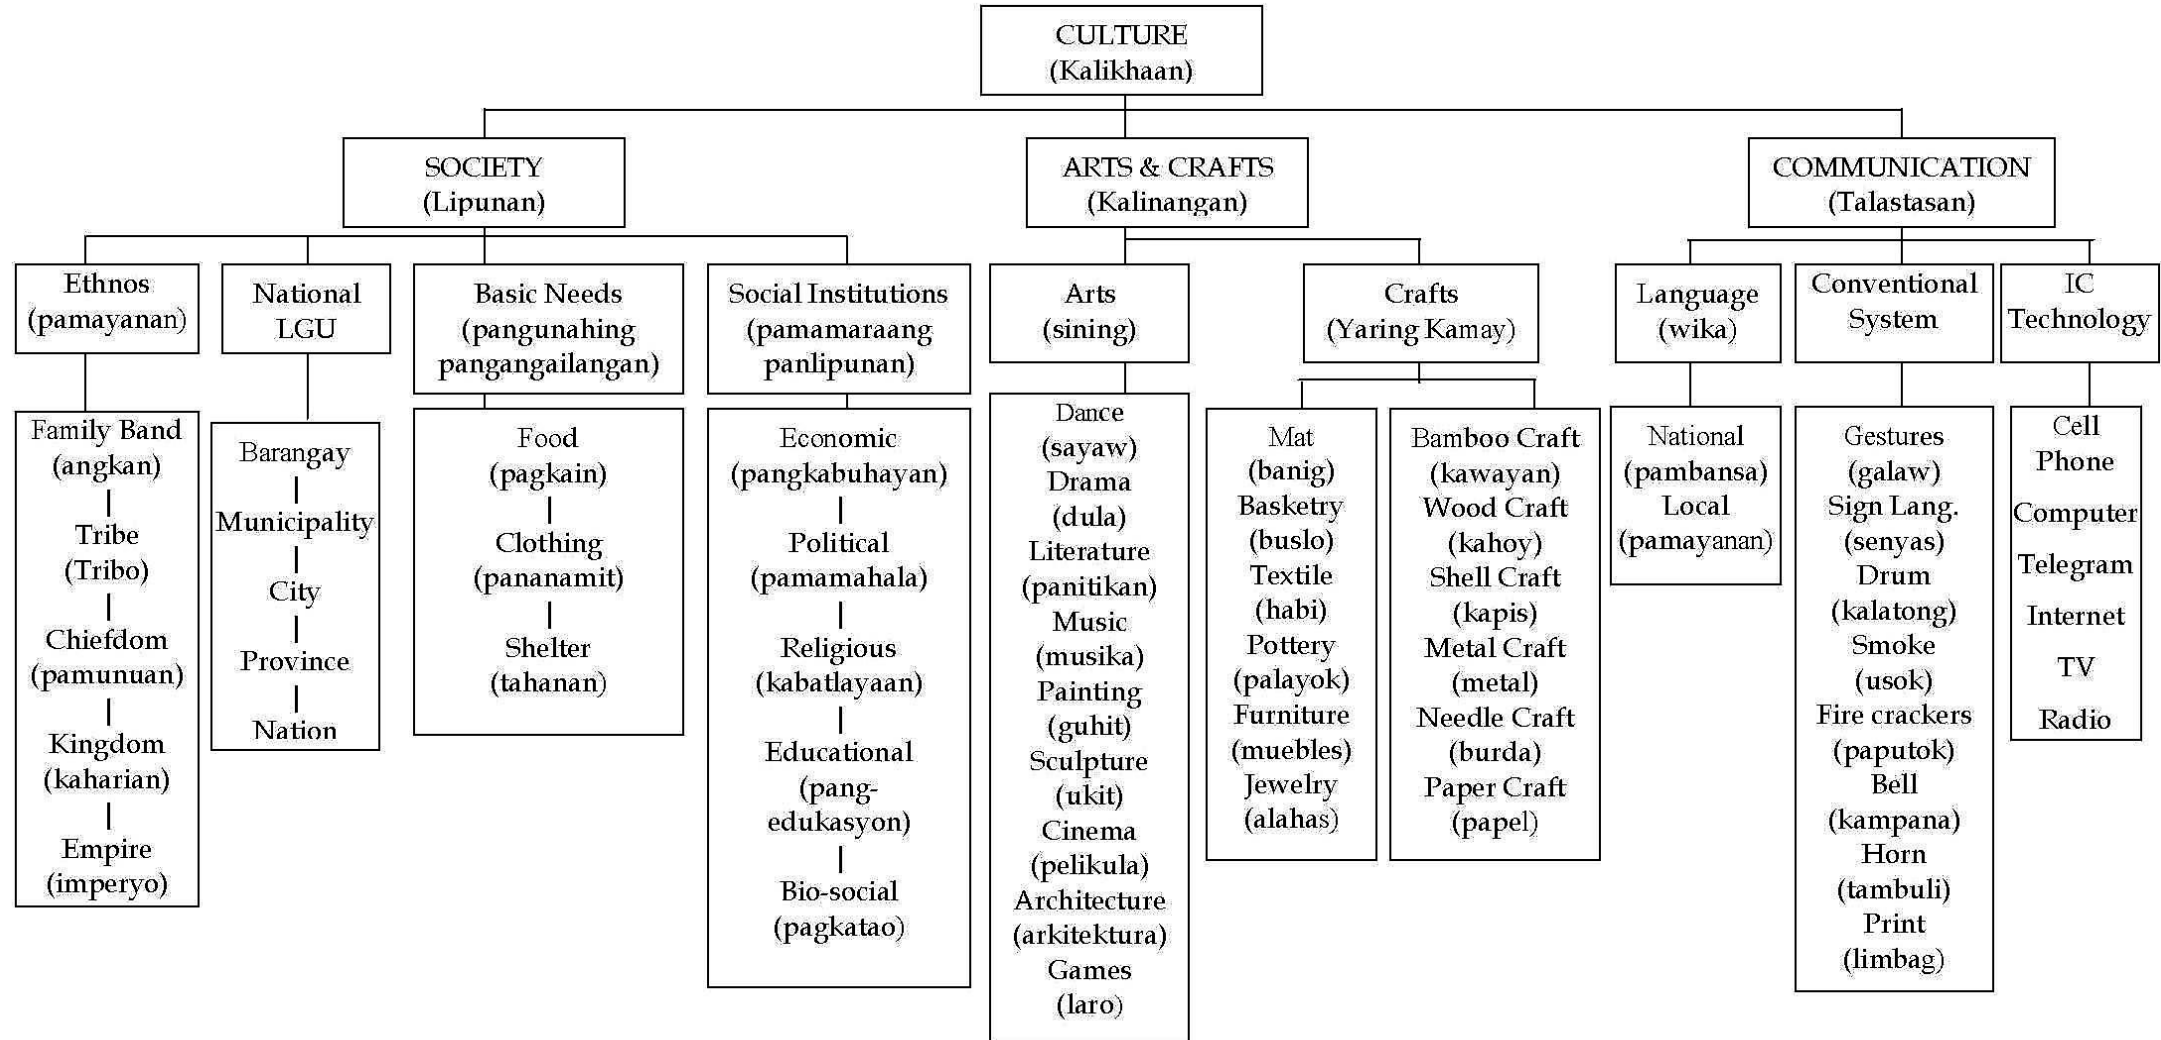 CULTURE
(Kalikhaan)
SOCIETY
(Lipunan)
ARTS & CRAFTS
(Kalinangan)
COMMUNICATION
(Talastasan)
Ethnos
(pamayanan)
National
LGU
Basic Needs
(pangunahing
pangangailangan)
Social Institutions
(pamamaraang
panlipunan)
Arts
(sining)
Crafts
(Yaring Kamay)
Language
(wika)
Conventional
System
IC
Technology
Family Band
(angkan)
Tribe
(Tribo)
Chiefdom
(pamunuan)
Kingdom
(kaharian)
Empire
(imperyo)
Barangay
Municipality
City
Province
Nation
Food
(pagkain)
Clothing
(pananamit)
Shelter
(tahanan)
Economic
(pangkabuhayan)
Political
(pamamahala)
Religious
(kabatlayaan)
Educational
(pang-
edukasyon)
Bio-social
(pagkatao)
Dance
(sayaw)
Drama
(dula)
Literature
(panitikan)
Music
(musika)
Painting
(guhit)
Sculpture
(ukit)
Cinema
(pelikula)
Architecture
(arkitektura)
Games
(laro)
Mat
(banig)
Basketry
(buslo)
Textile
(habi)
Pottery
(palayok)
Furniture
(muebles)
Jewelry
(alahas)
Bamboo Craft
(kawayan)
Wood Craft
(kahoy)
Shell Craft
(kapis)
Metal Craft
(metal)
Needle Craft
(burda)
Paper Craft
(papel)
National
(pambansa)
Local
(pamayanan)
Gestures
(galaw)
Sign Lang.
(senyas)
Drum
(kalatong)
Smoke
(usok)
Fire crackers
(paputok)
Bell
(kampana)
Horn
(tambuli)
Print
(limbag)
Cell
Phone
Computer
Telegram
Internet
TV
Radio